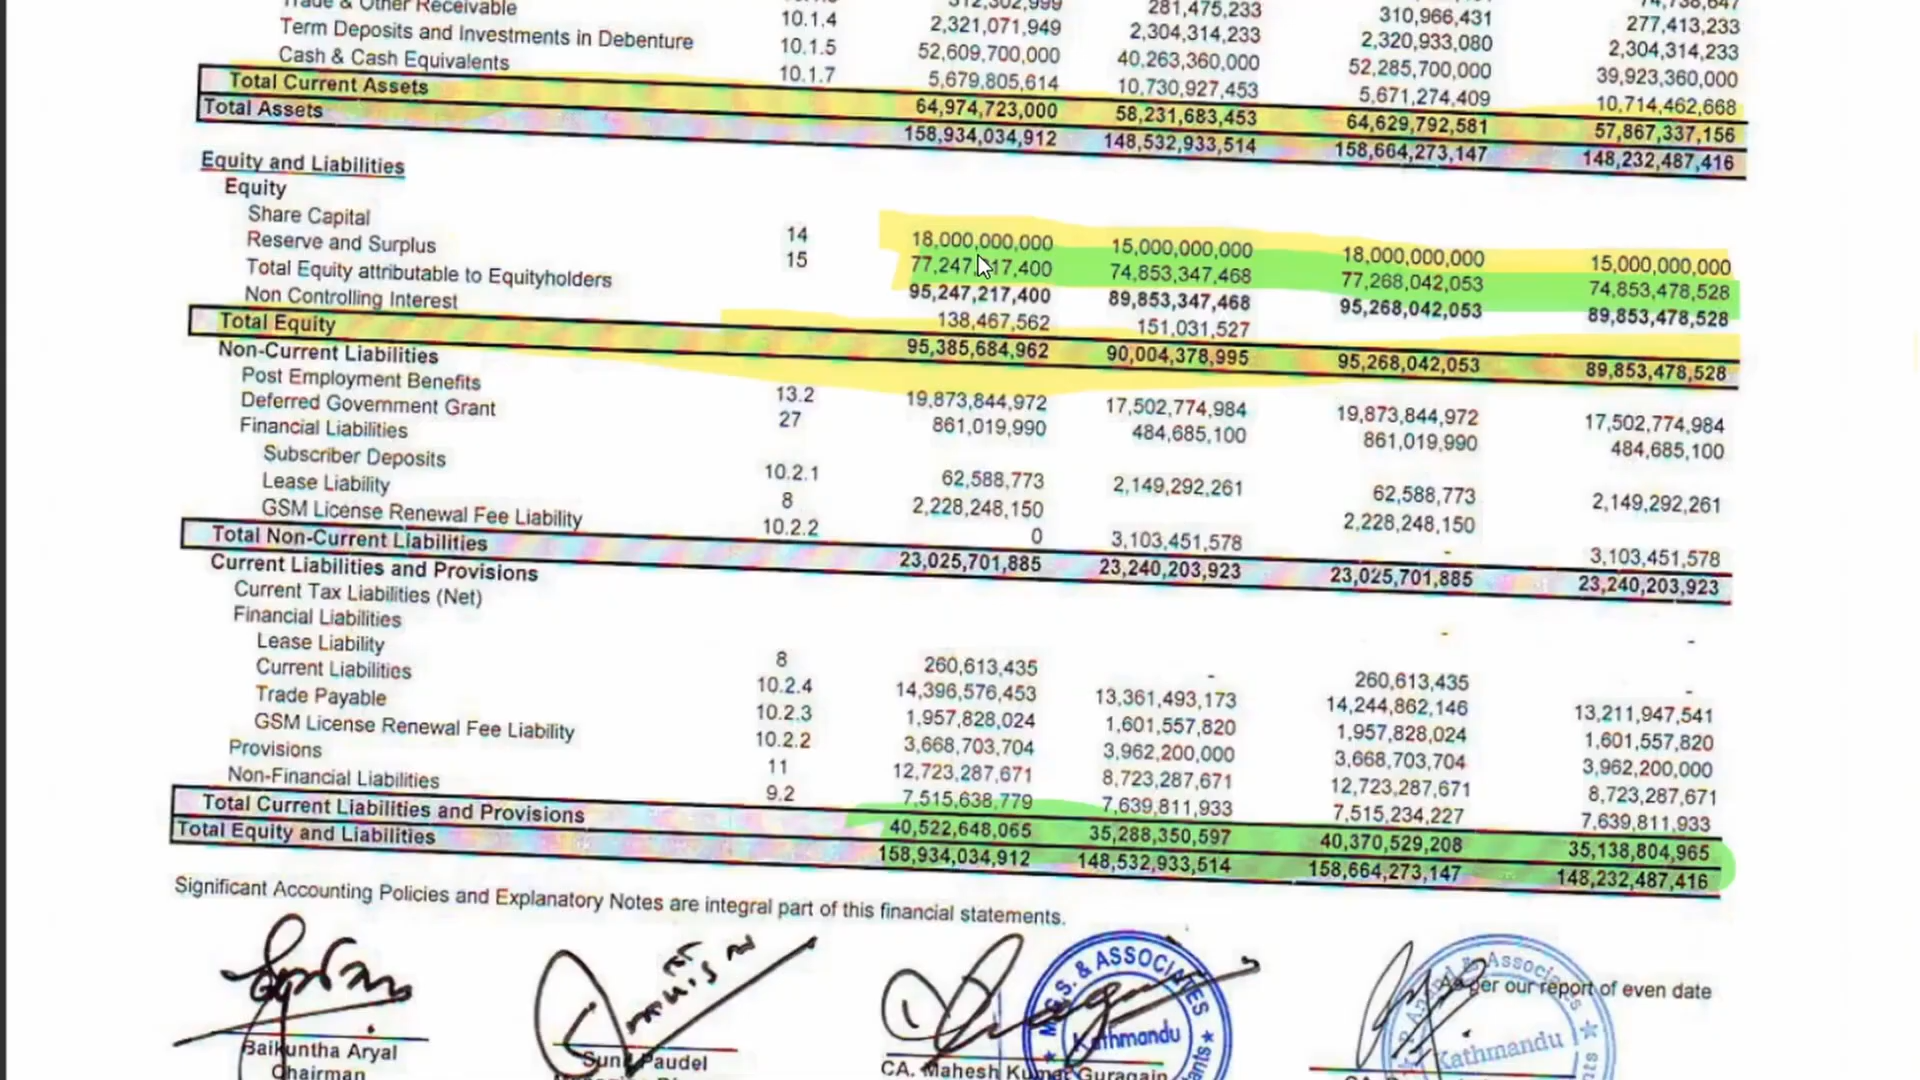 Trade & Other Receivable 281,475,233 310,966,431
Term Deposits and Investments in Debenture 10.1.4 2,321,071,949 2,304,314,233 2,320,933,080 277,413,233
Cash & Cash Equivalents 10.1.5 52,609,700,000 40,263,360,000 52,285,700,000 2,304,314,233
10.1.7 5,679,805,614 10,730,927,453 5,671,274,409 39,923,360,000
10,714,462,668
Total Current Assets 64,974,723,000 58,231,683,453 64,629,792,581 57,867,337,156
Total Assets 158,934,034,912 148,532,933,514 158,664,273,147 148,232,487,416
Equity and Liabilities
Equity
Share Capital 14 18,000,000,000 15,000,000,000 18,000,000,000 15,000,000,000
Reserve and Surplus 15 77,247, 17,400 74,853,347,468 77,268,042,053 74,853,478,528
Total Equity attributable to Equityholders 95,247,217,400 89,853,347,468 95,268,042,053 89,853,478,528
Non Controlling Interest 138,467,562 151,031,527
Total Equity 95,385,684,962 90,004,378,995 95,268,042,053 89,853,478,528
Non-Current Liabilities
Post Employment Benefits 13.2 19,873,844,972 17,502,774,984 19,873,844,972 17,502,774,984
Deferred Government Grant 27 861,019,990 484,685,100 861,019,990 484,685,100
Financial Liabilities
Subscriber Deposits 10.2.1 62,588,773 2,149,292,261 62,588,773 2,149,292,261
Lease Liability 8 2,228,248,150 2,228,248,150
GSM License Renewal Fee Liability 10.2.2 0 3,103,451,578 - 3,103,451,578
Total Non-Current Liabilities 23,025,701,885 23,240,203,923 23,025,701,885 23,240,203,923
Current Liabilities and Provisions
Current Tax Liabilities (Net) - -
Financial Liabilities
Lease Liability 8 260,613,435 - 260,613,435 -
Current Liabilities 10.2.4 14,396,576,453 13,361,493,173 14,244,862,146 13,211,947,541
Trade Payable 10.2.3 1,957,828,024 1,601,557,820 1,957,828,024 1,601,557,820
GSM License Renewal Fee Liability 10.2.2 3,668,703,704 3,962,200,000 3,668,703,704 3,962,200,000
Provisions 11 12,723,287,671 8,723,287,671 12,723,287,671 8,723,287,671
Non-Financial Liabilities 9.2 7,515,638,779 7,639,811,933 7,515,234,227 7,639,811,933
Total Current Liabilities and Provisions 40,522,648,065 35,288,350,597 40,370,529,208 35,138,804,965
Total Equity and Liabilities 158,934,034,912 148,532,933,514 158,664,273,147 148,232,487,416
Significant Accounting Policies and Explanatory Notes are integral part of this financial statements.
As per our report of even date
Baikuntha Aryal
Chairman
Sunil Paudel
CA. Mahesh Kumar Guragain
& ASSOCIATES
Kathmandu
& Associates
Kathmandu